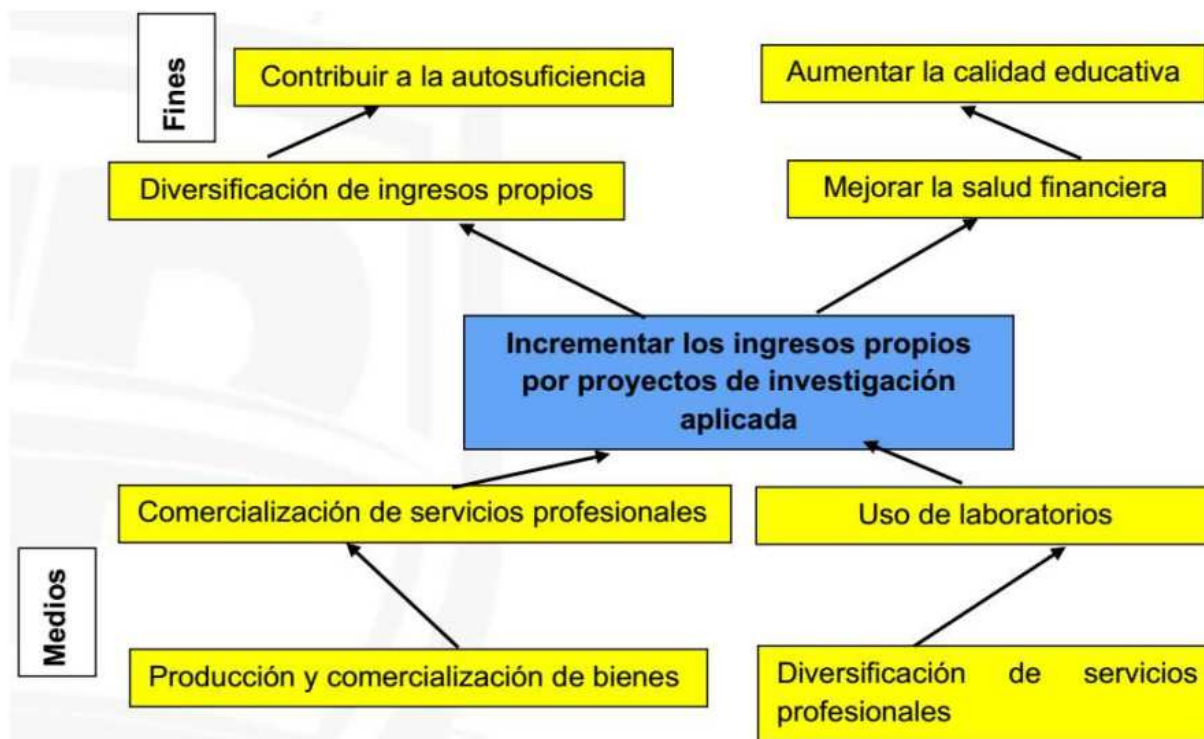 Fines
Contribuir a la autosuficiencia
Aumentar la calidad educativa
Diversificación de ingresos propios
Mejorar la salud financiera
Incrementar los ingresos propios
por proyectos de investigación
aplicada
Comercialización de servicios profesionales
Uso de laboratorios
Medios
Producción y comercialización de bienes
Diversificación de servicios
profesionales